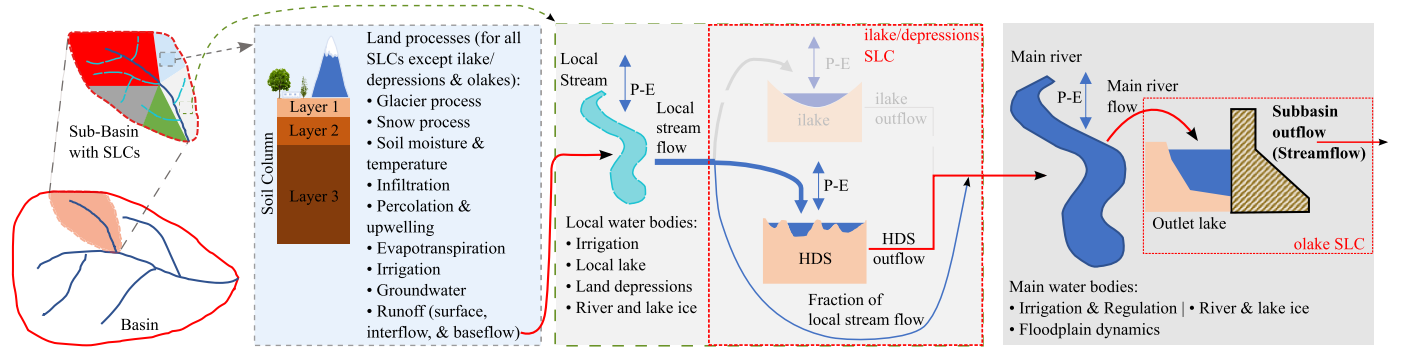 Sub-Basin
with SLCs
Basin
Soil Column
Layer 1
Layer 2
Layer 3
Land processes (for all
SLCs except ilake/
depressions & olakes):
• Glacier process
• Snow process
• Soil moisture &
temperature
• Infiltration
• Percolation &
upwelling
• Evapotranspiration
• Irrigation
• Groundwater
• Runoff (surface,
interflow, & baseflow)
Local
Stream
P-E
Local
stream
flow
Local water bodies:
• Irrigation
• Local lake
• Land depressions
• River and lake ice
ilake/depressions
SLC
P-E
ilake
ilake
outflow
P-E
HDS
HDS
outflow
Fraction of
local stream flow
Main river
P-E
Main river
flow
Subbasin
outflow
(Streamflow)
Outlet lake
olake SLC
Main water bodies:
• Irrigation & Regulation | • River & lake ice
• Floodplain dynamics